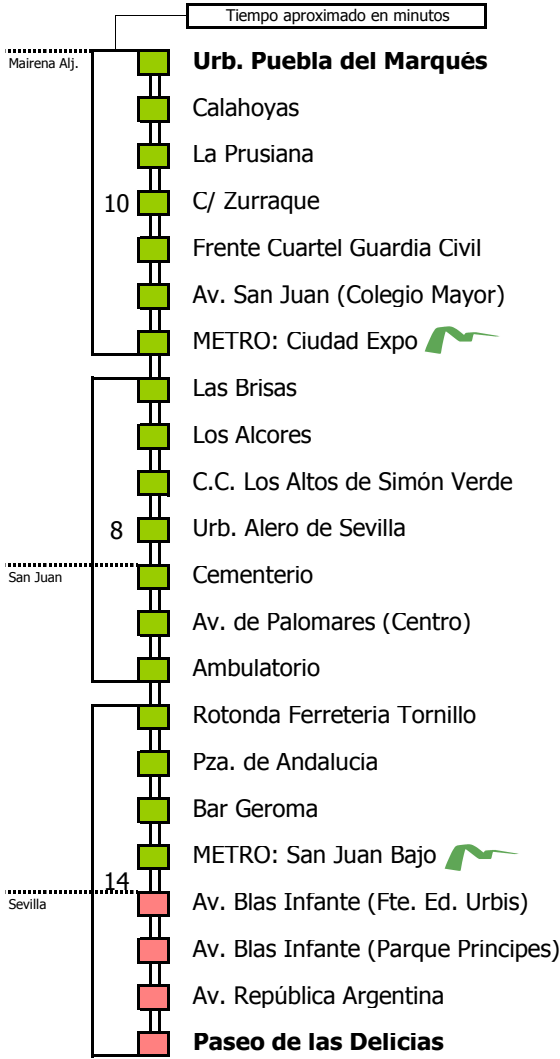 Tiempo aproximado en minutos
Mairena Alj.
Urb. Puebla del Marqués
Calahoyas
La Prusiana
10
C/ Zurraque
Frente Cuartel Guardia Civil
Av. San Juan (Colegio Mayor)
METRO: Ciudad Expo
Las Brisas
Los Alcores
C.C. Los Altos de Simón Verde
8
Urb. Alero de Sevilla
San Juan
Cementerio
Av. de Palomares (Centro)
Ambulatorio
Rotonda Ferreteria Tornillo
Pza. de Andalucía
Bar Geroma
METRO: San Juan Bajo
14
Sevilla
Av. Blas Infante (Fte. Ed. Urbis)
Av. Blas Infante (Parque Principes)
Av. República Argentina
Paseo de las Delicias